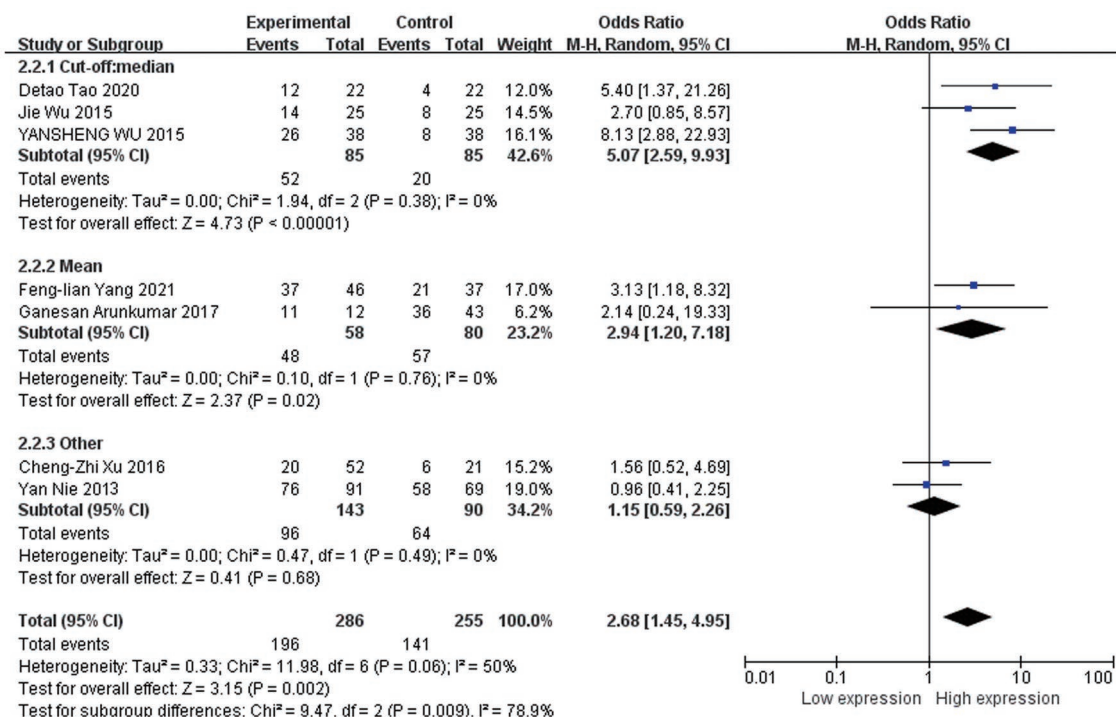 Experimental Control Odds Ratio Odds Ratio
Study or Subgroup Events Total Events Total Weight M-H, Random, 95% CI M-H, Random, 95% CI
2.2.1 Cut-off:median
Detao Tao 2020 12 22 4 22 12.0% 5.40 [1.37, 21.26]
Jie Wu 2015 14 25 8 25 14.5% 2.70 [0.85, 8.57]
YANSHENG WU 2015 26 38 8 38 16.1% 8.13 [2.88, 22.93]
Subtotal (95% CI) 85 85 42.6% 5.07 [2.59, 9.93]
Total events 52 20
Heterogeneity: Tau² = 0.00; Chi² = 1.94, df = 2 (P = 0.38); I² = 0%
Test for overall effect: Z = 4.73 (P < 0.00001)
2.2.2 Mean
Feng-lian Yang 2021 37 46 21 37 17.0% 3.13 [1.18, 8.32]
Ganesan Arunkumar 2017 11 12 36 43 6.2% 2.14 [0.24, 19.33]
Subtotal (95% CI) 58 80 23.2% 2.94 [1.20, 7.18]
Total events 48 57
Heterogeneity: Tau² = 0.00; Chi² = 0.10, df = 1 (P = 0.76); I² = 0%
Test for overall effect: Z = 2.37 (P = 0.02)
2.2.3 Other
Cheng-Zhi Xu 2016 20 52 6 21 15.2% 1.56 [0.52, 4.69]
Yan Nie 2013 76 91 58 69 19.0% 0.96 [0.41, 2.25]
Subtotal (95% CI) 143 90 34.2% 1.15 [0.59, 2.26]
Total events 96 64
Heterogeneity: Tau² = 0.00; Chi² = 0.47, df = 1 (P = 0.49); I² = 0%
Test for overall effect: Z = 0.41 (P = 0.68)
Total (95% CI) 286 255 100.0% 2.68 [1.45, 4.95]
Total events 196 141
Heterogeneity: Tau² = 0.33; Chi² = 11.98, df = 6 (P = 0.06); I² = 50%
Test for overall effect: Z = 3.15 (P = 0.002)
Test for subgroup differences: Chi² = 9.47, df = 2 (P = 0.009), I² = 78.9%
0.01 0.1 1 10 100
Low expression High expression